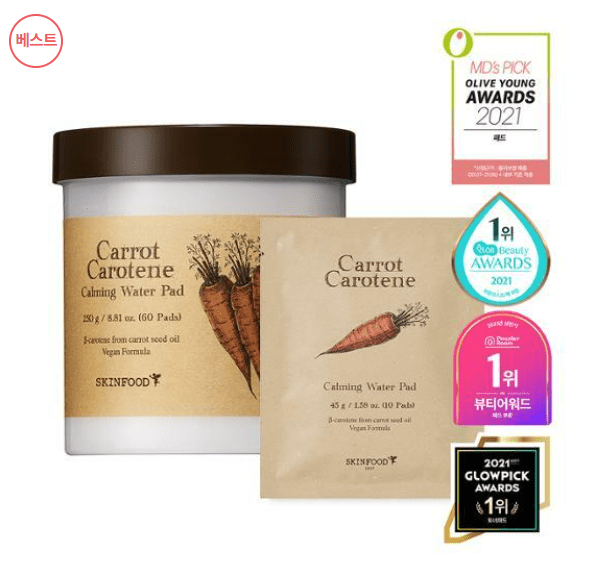 베스트
MD's PICK
OLIVE YOUNG
AWARDS
2021
패드
Carrot
Carotene
Calming Water Pad
250 g / 8.81 oz. (60 Pads)
β-carotene from carrot seed oil
Vegan Formula
SKINFOOD
Carrot
Carotene
Calming Water Pad
45 g / 1.58 oz. (10 Pads)
β-carotene from carrot seed oil
Vegan Formula
SKINFOOD
1위
Beauty
AWARDS
2021
Powder
Room
1위
뷰티어워드
패드 부문
2021
GLOWPICK
AWARDS
1위